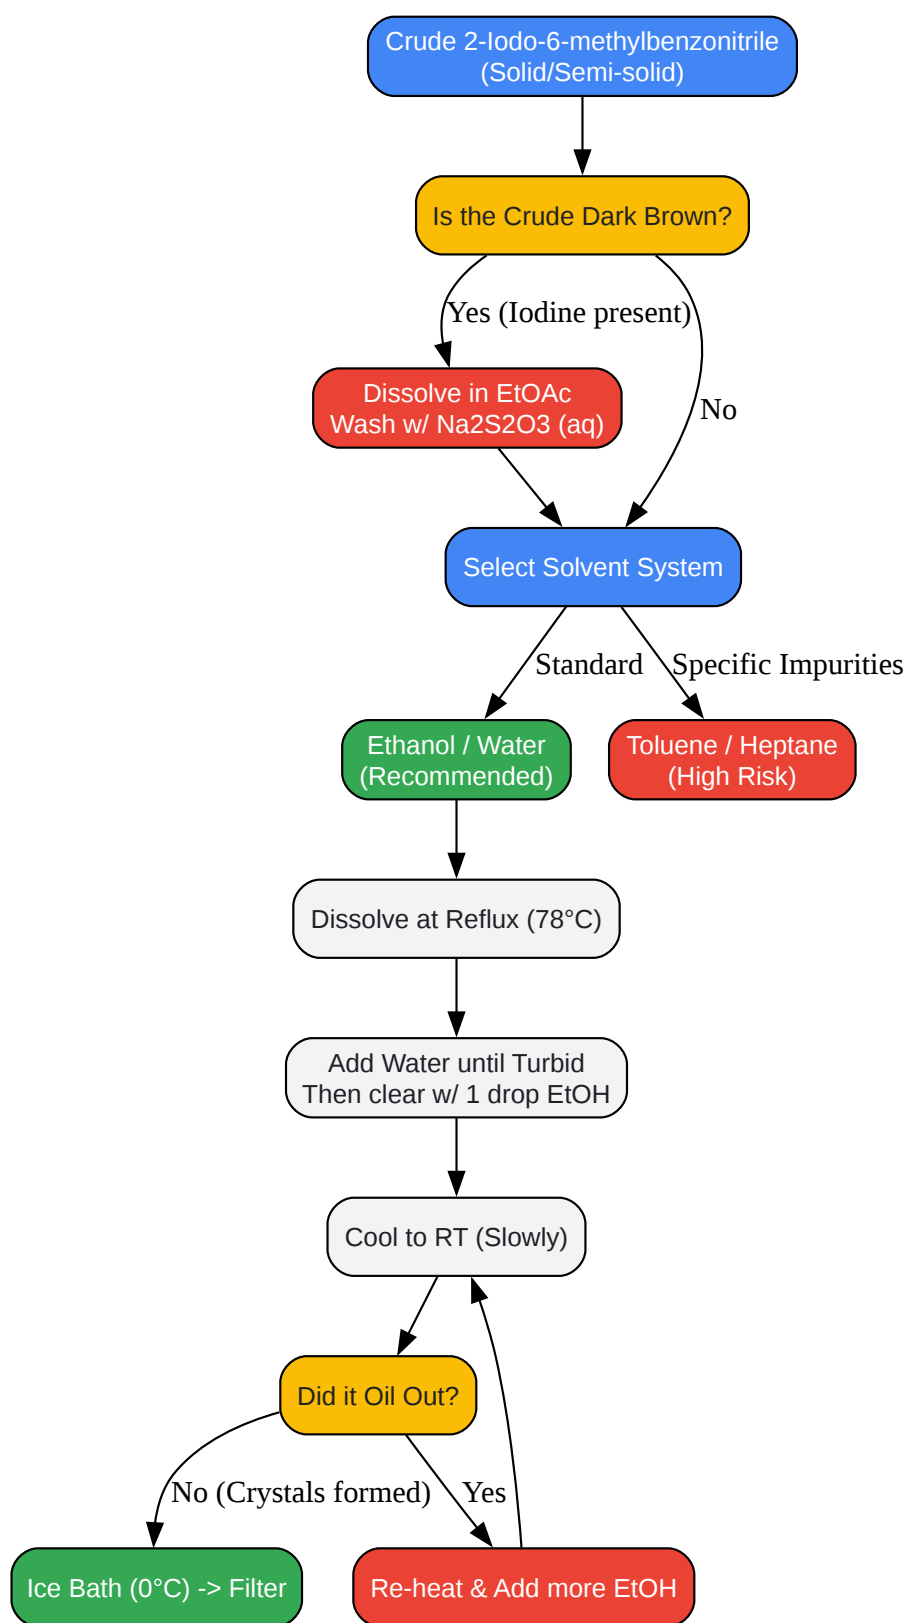 Crude 2-Iodo-6-methylbenzonitrile
(Solid/Semi-solid)
Is the Crude Dark Brown?
Yes (Iodine present)
Dissolve in EtOAc
Wash w/ Na2S2O3 (aq)
No
Select Solvent System
Standard
Specific Impurities
Ethanol / Water
(Recommended)
Toluene / Heptane
(High Risk)
Dissolve at Reflux (78°C)
Add Water until Turbid
Then clear w/ 1 drop EtOH
Cool to RT (Slowly)
Did it Oil Out?
No (Crystals formed)
Yes
Ice Bath (0°C) -> Filter
Re-heat & Add more EtOH